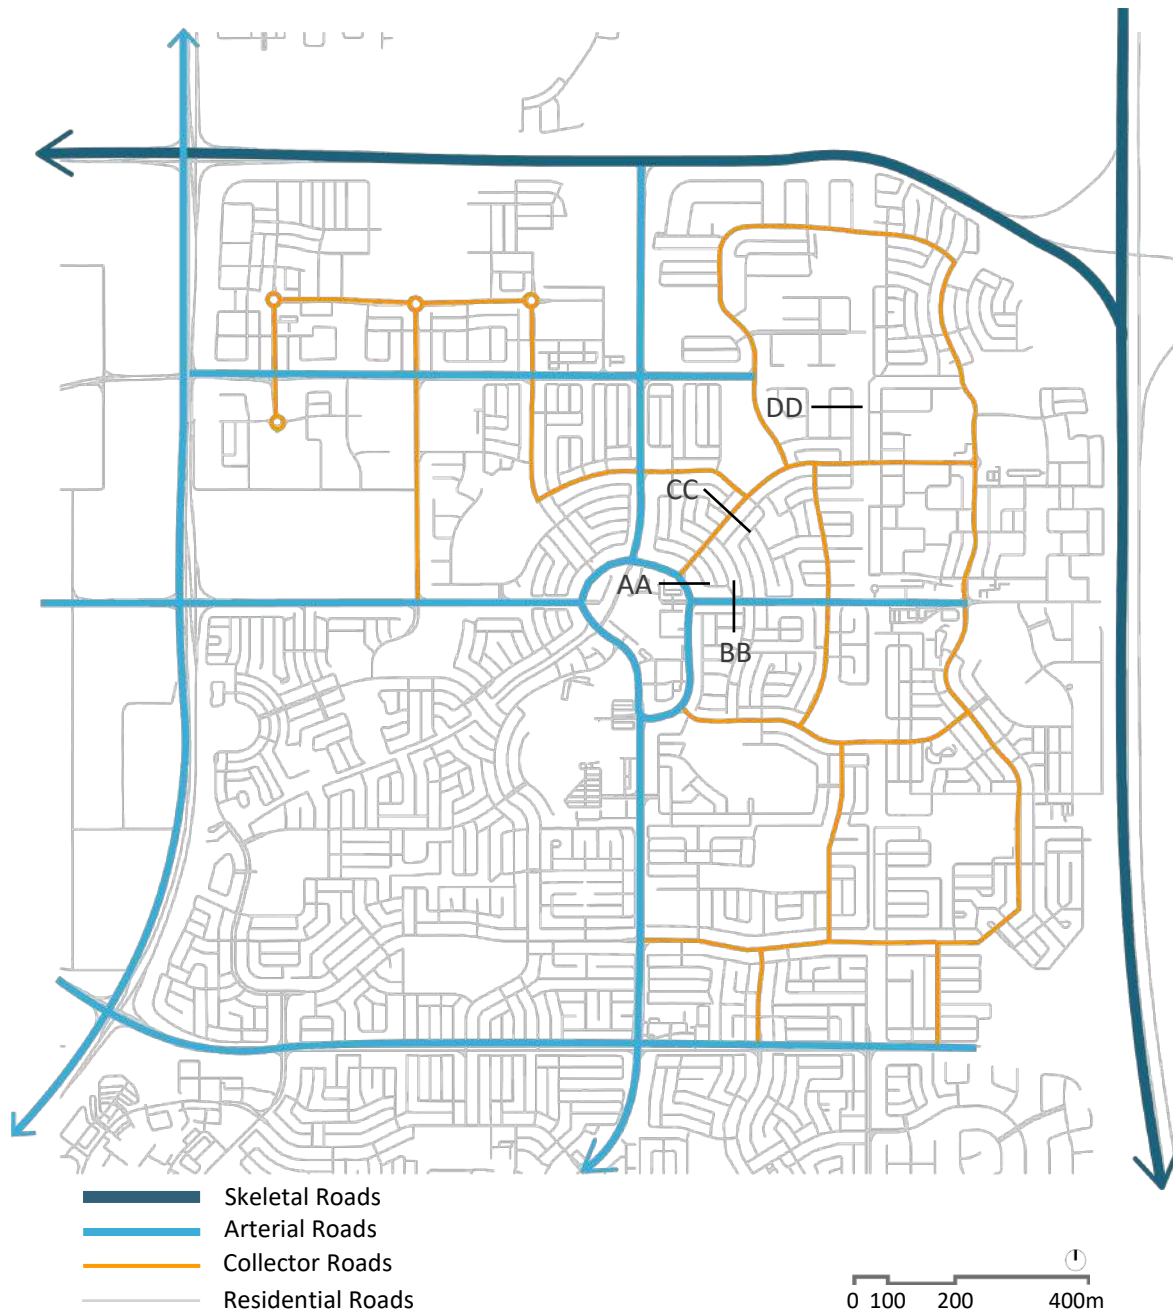 DD
CC
AA
BB
Skeletal Roads
Arterial Roads
Collector Roads
Residential Roads
0 100 200 400m